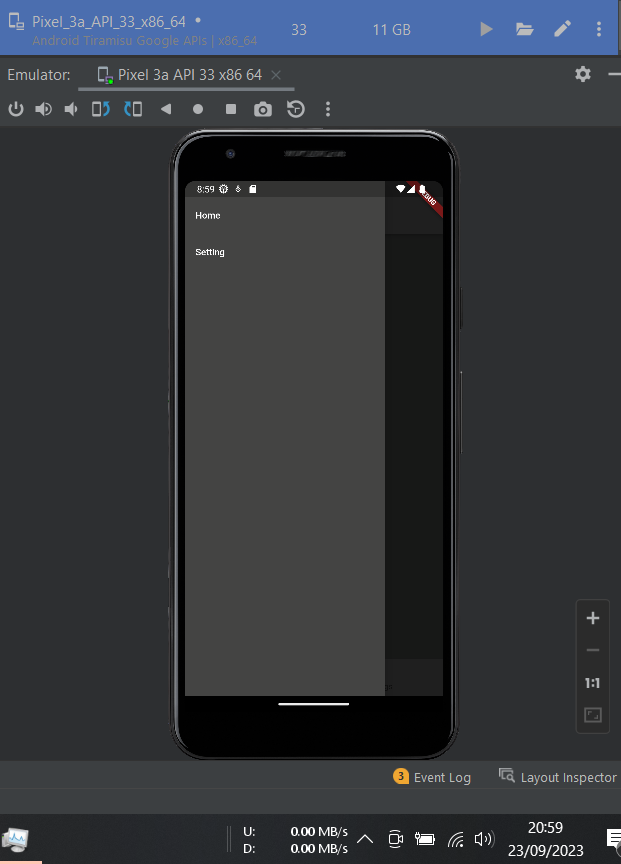 Pixel_3a_API_33_x86_64
33
11 GB
Android Tiramisu Google APIs | x86_64
Emulator:
Pixel 3a API 33 x86 64
8:59
Home
Setting
1:1
3 Event Log
Layout Inspector
U: 0.00 MB/s
D: 0.00 MB/s
20:59
23/09/2023